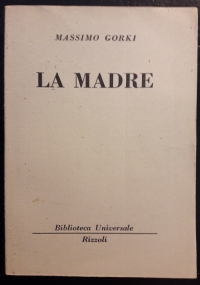 MASSIMO GORKI
LA MADRE
Biblioteca Universale
Rizzoli